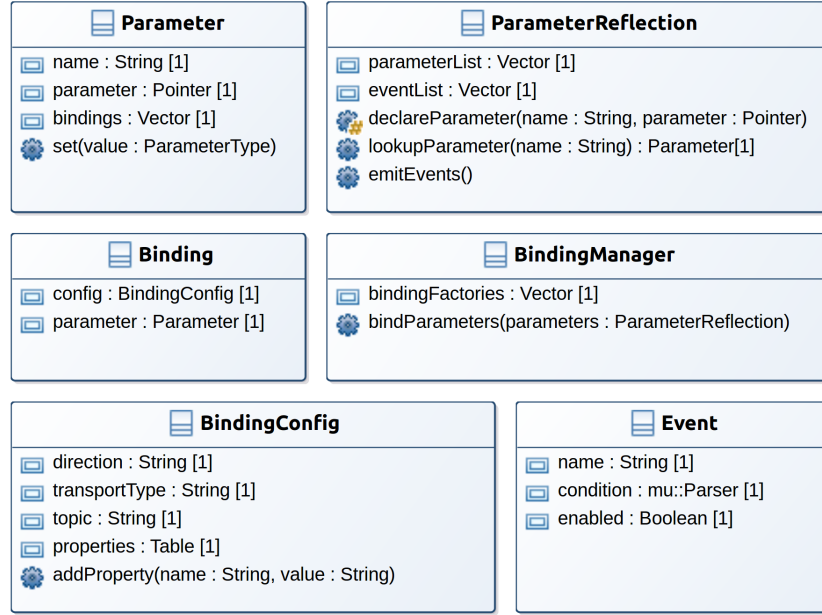 Parameter
name : String [1]
parameter : Pointer [1]
bindings : Vector [1]
set(value : ParameterType)
ParameterReflection
parameterList : Vector [1]
eventList : Vector [1]
declareParameter(name : String, parameter : Pointer)
lookupParameter(name : String) : Parameter[1]
emitEvents()
Binding
config : BindingConfig [1]
parameter : Parameter [1]
BindingManager
bindingFactories : Vector [1]
bindParameters(parameters : ParameterReflection)
BindingConfig
direction : String [1]
transportType : String [1]
topic : String [1]
properties : Table [1]
addProperty(name : String, value : String)
Event
name : String [1]
condition : mu::Parser [1]
enabled : Boolean [1]